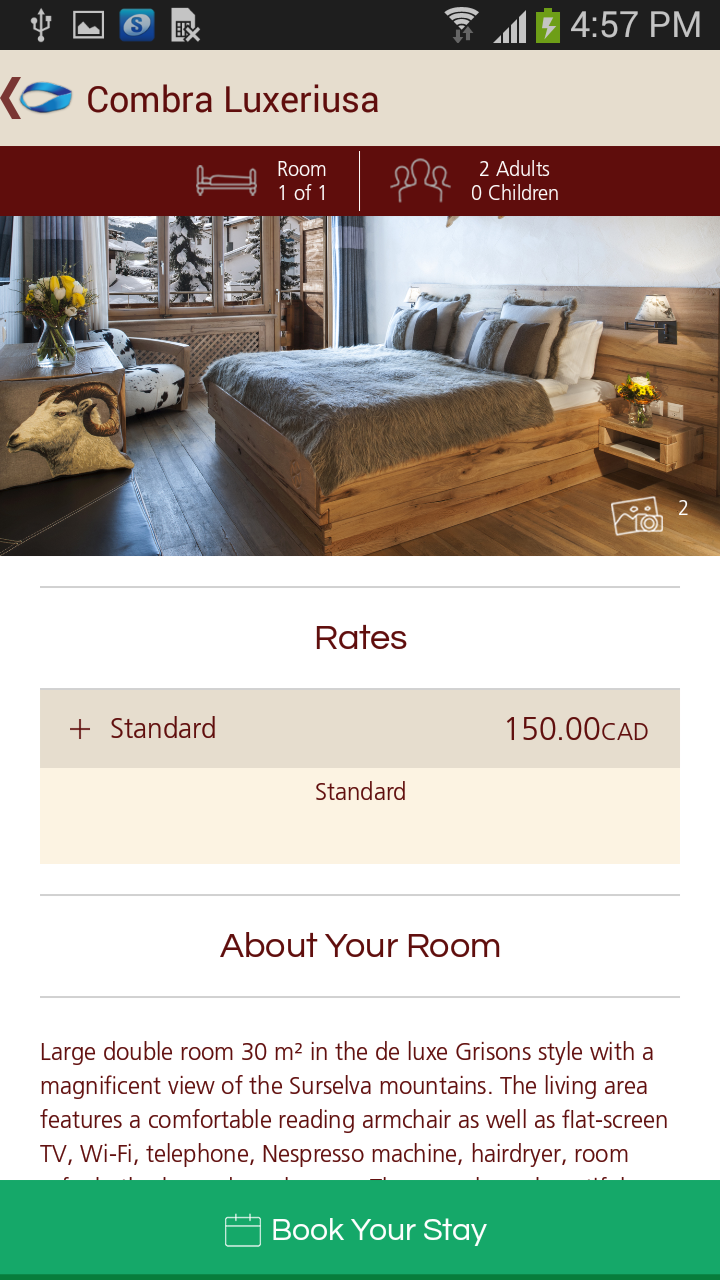 4:57 PM
Combra Luxeriusa
Room
1 of 1
2 Adults
0 Children
2
Rates
+ Standard 150.00CAD
Standard
About Your Room
Large double room 30 m² in the de luxe Grisons style with a
magnificent view of the Surselva mountains. The living area
features a comfortable reading armchair as well as flat-screen
TV, Wi-Fi, telephone, Nespresso machine, hairdryer, room
Book Your Stay